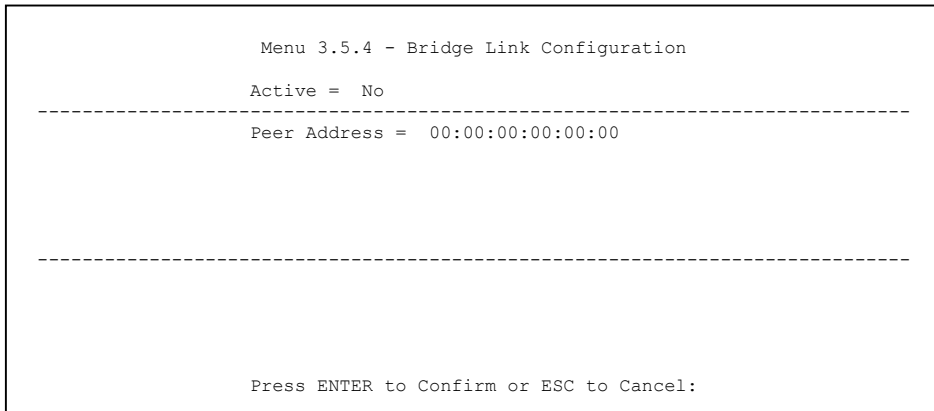 Menu 3.5.4 - Bridge Link Configuration
Active = No
------------------------------------------------------------------------------
Peer Address = 00:00:00:00:00:00
------------------------------------------------------------------------------
Press ENTER to Confirm or ESC to Cancel: